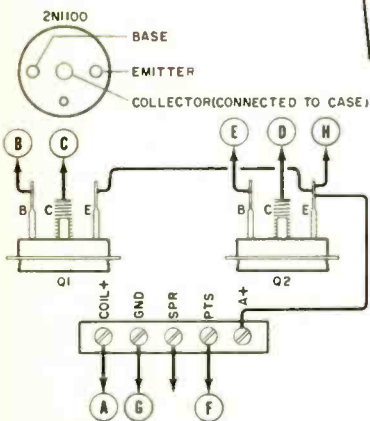 2N1100
BASE
EMITTER
COLLECTOR(CONNECTED TO CASE)
B C E D H
B C E B C E
Q1 Q2
COIL+ GND SPR PTS A+
A G F